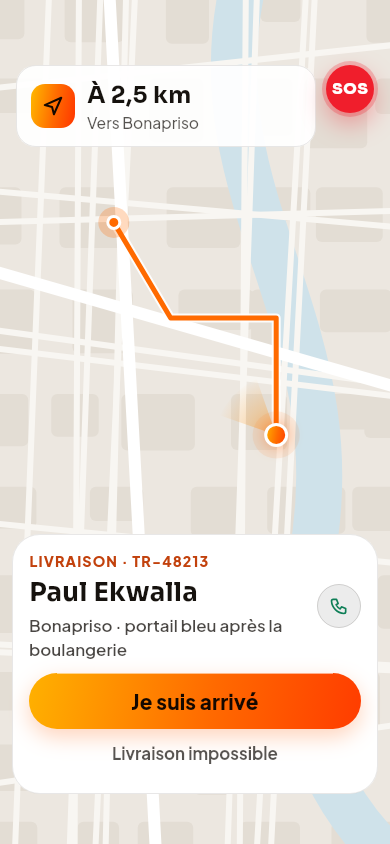 À 2,5 km
Vers Bonapriso
SOS
LIVRAISON · TR-48213
Paul Ekwalla
Bonapriso · portail bleu après la
boulangerie
Je suis arrivé
Livraison impossible